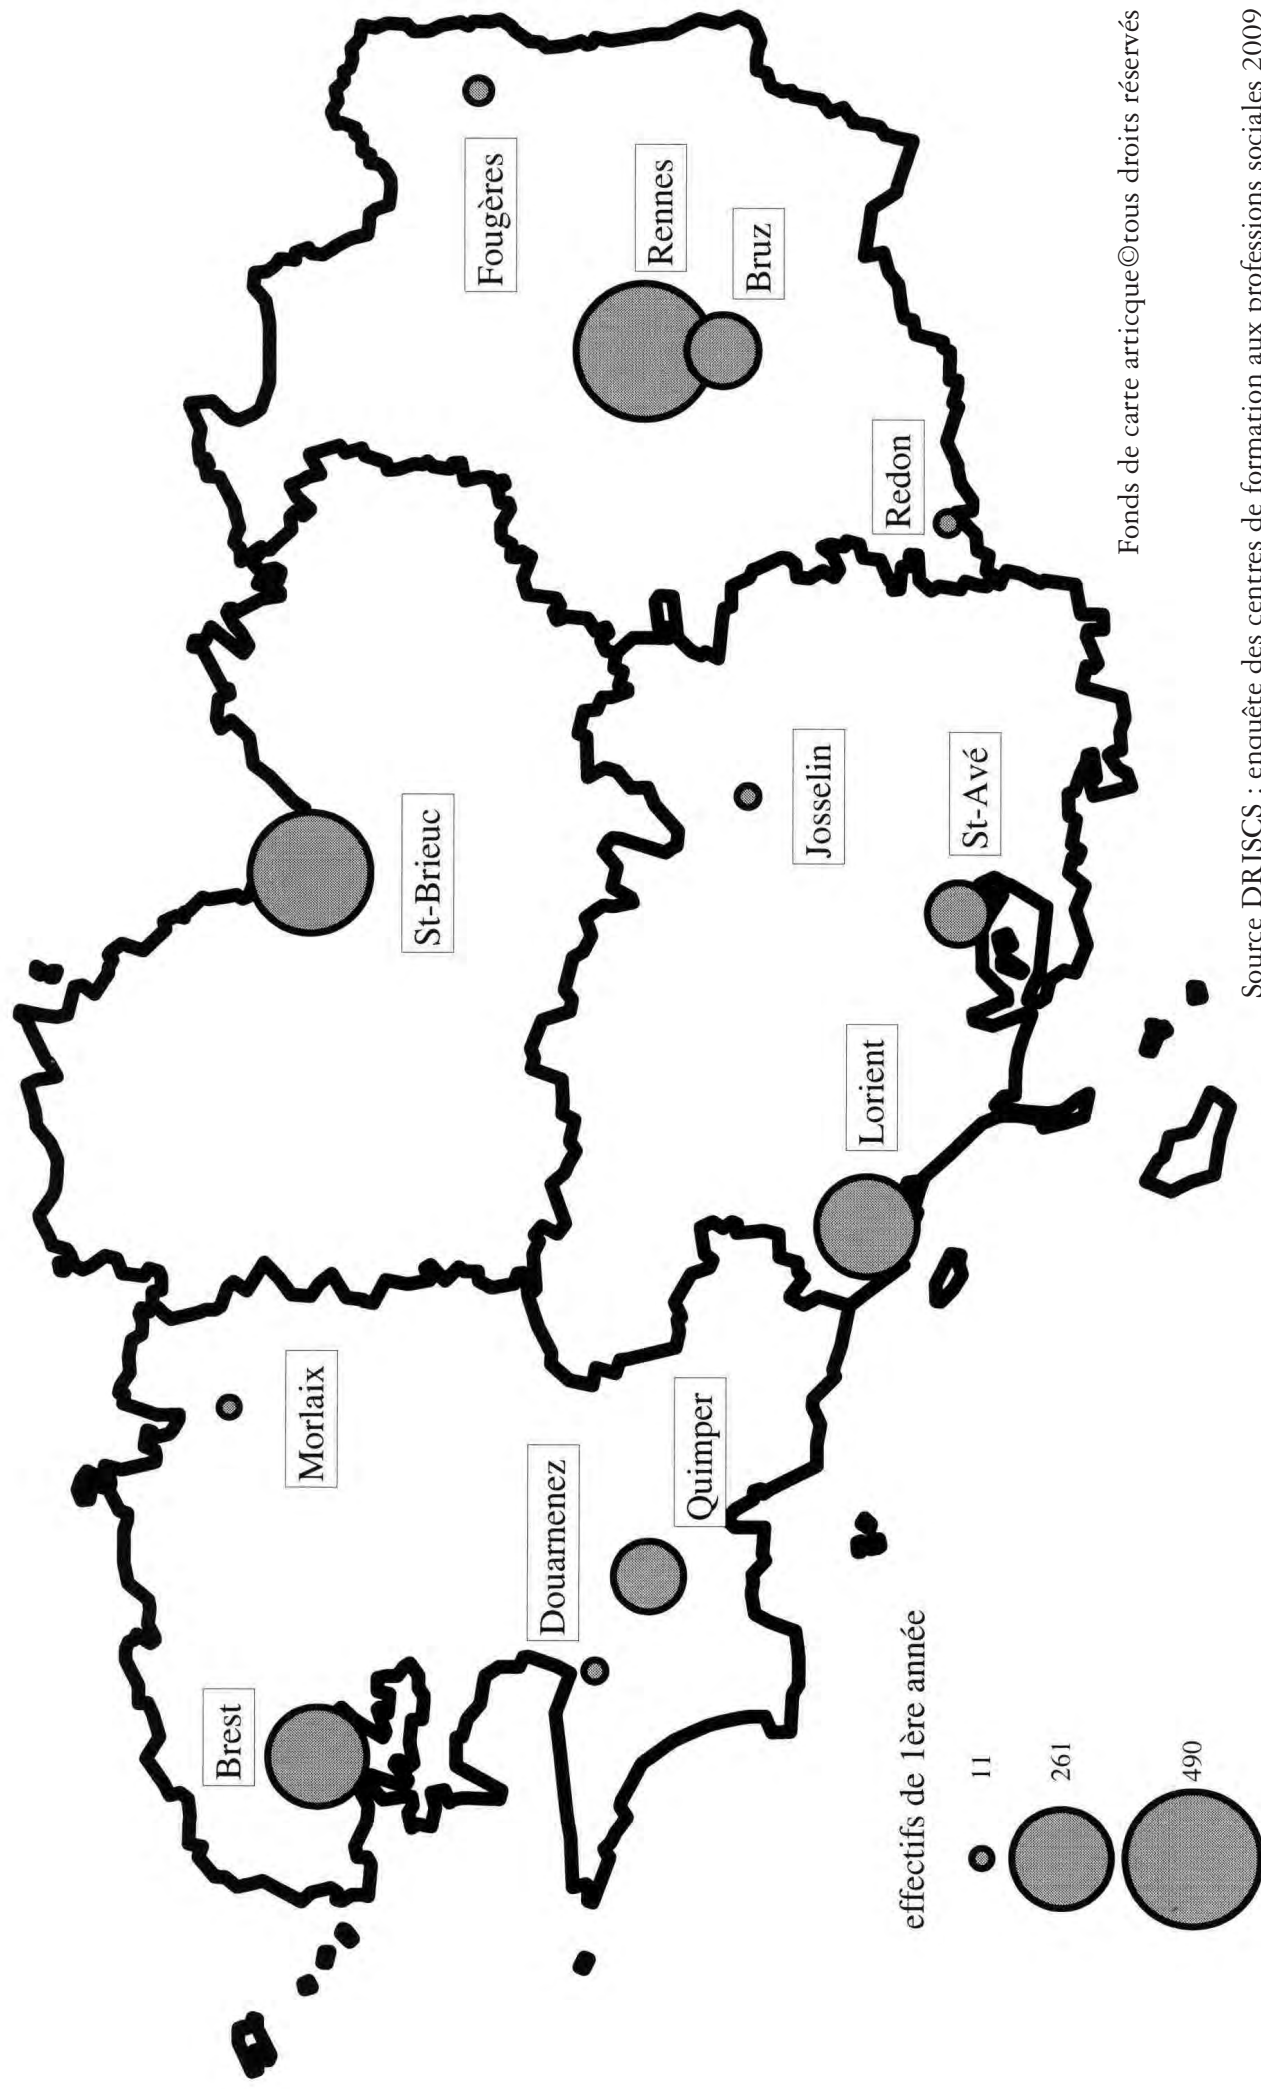 Brest
Morlaix
St-Brieuc
Fougères
Douarnenez
Rennes
Quimper
Bruz
Josselin
Lorient
Redon
St-Avé
effectifs de 1ère année
11
261
490
Fonds de carte articque©tous droits réservés
Source DRISCS : enquête des centres de formation aux professions sociales 2009